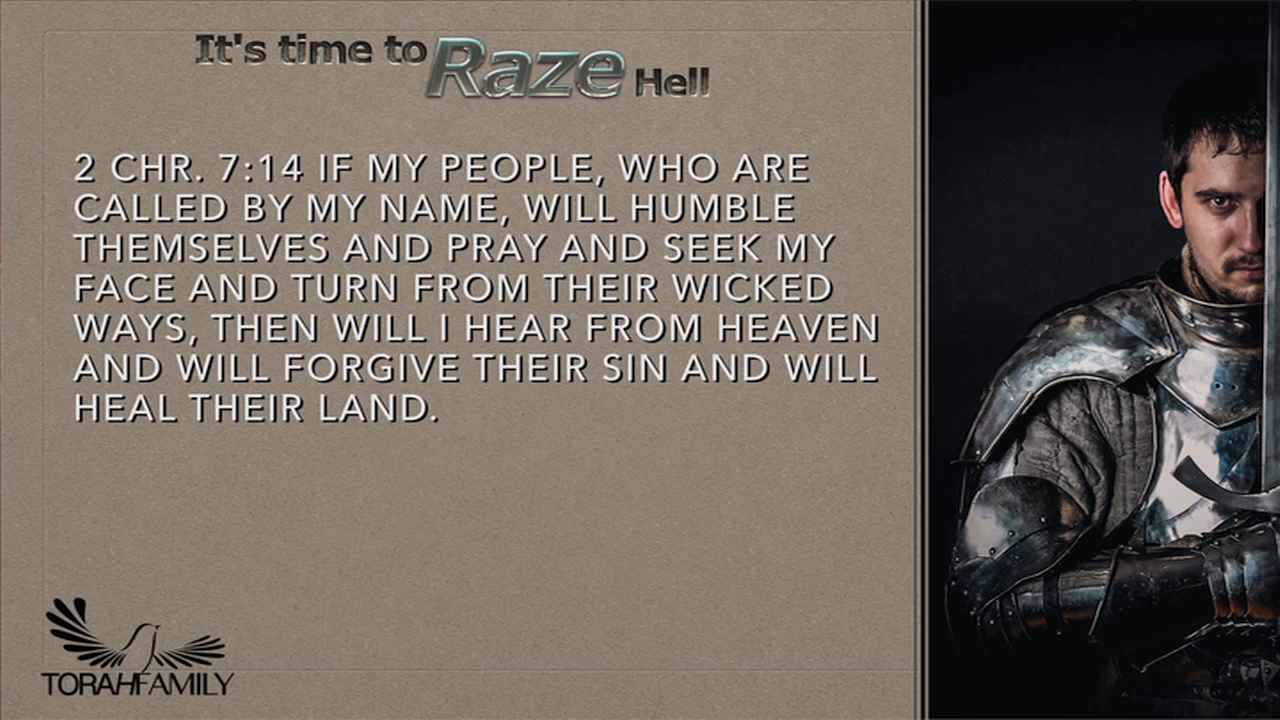 It's time to Raze Hell
2 CHR. 7:14 IF MY PEOPLE, WHO ARE
CALLED BY MY NAME, WILL HUMBLE
THEMSELVES AND PRAY AND SEEK MY
FACE AND TURN FROM THEIR WICKED
WAYS, THEN WILL I HEAR FROM HEAVEN
AND WILL FORGIVE THEIR SIN AND WILL
HEAL THEIR LAND.
TORAHFAMILY